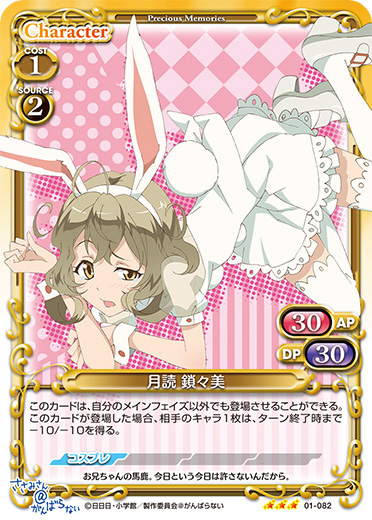 Precious Memories
Character
COST
1
SOURCE
2
30 AP
DP 30
月読 鎖々美
このカードは、自分のメインフェイズ以外でも登場させることができる。
このカードが登場した場合、相手のキャラ1枚は、ターン終了時まで
－10/－10を得る。
コスプレ
お兄ちゃんの馬鹿。今日という今日は許さないんだから。
ささみさん
@
がんばらない
©日日日・小学館／製作委員会@がんばらない
01-082